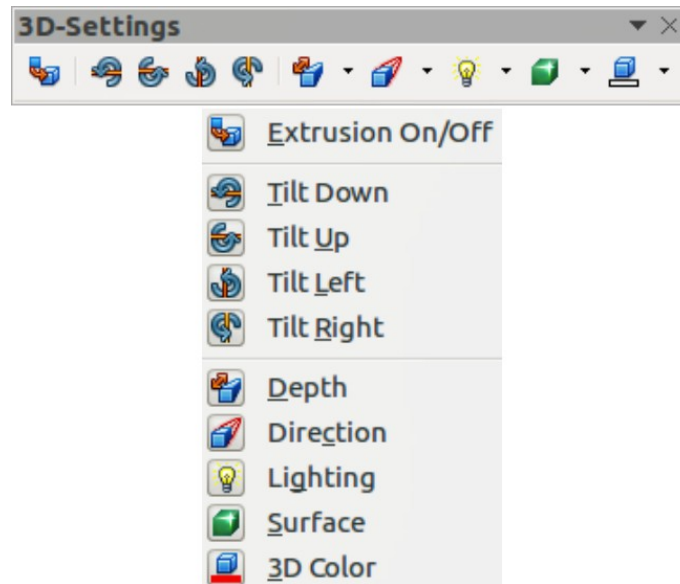 3D-Settings
Extrusion On/Off
Tilt Down
Tilt Up
Tilt Left
Tilt Right
Depth
Direction
Lighting
Surface
3D Color